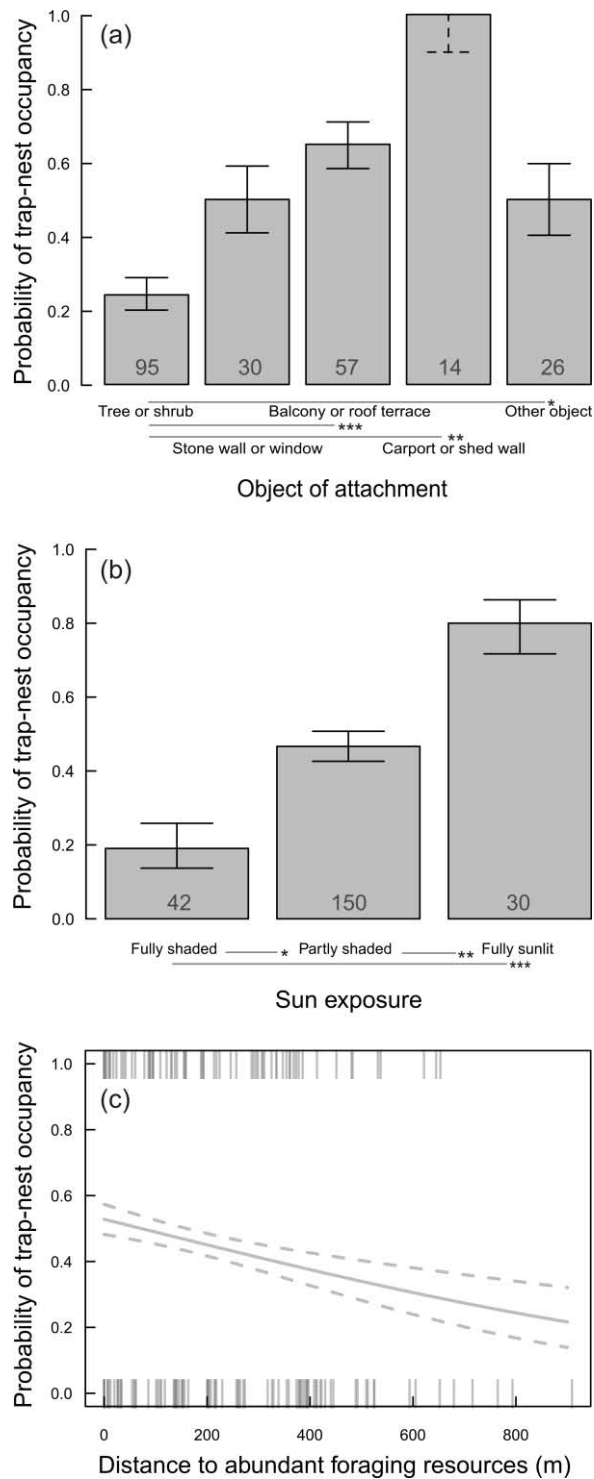 (a)
Probability of trap-nest occupancy
1.0
0.8
0.6
0.4
0.2
0.0
95 30 57 14 26
Tree or shrub Balcony or roof terrace Other object
*
***
Stone wall or window Carport or shed wall
**
Object of attachment
(b)
Probability of trap-nest occupancy
1.0
0.8
0.6
0.4
0.2
0.0
42 150 30
Fully shaded * Partly shaded ** Fully sunlit
***
Sun exposure
(c)
Probability of trap-nest occupancy
1.0
0.8
0.6
0.4
0.2
0.0
0 200 400 600 800
Distance to abundant foraging resources (m)